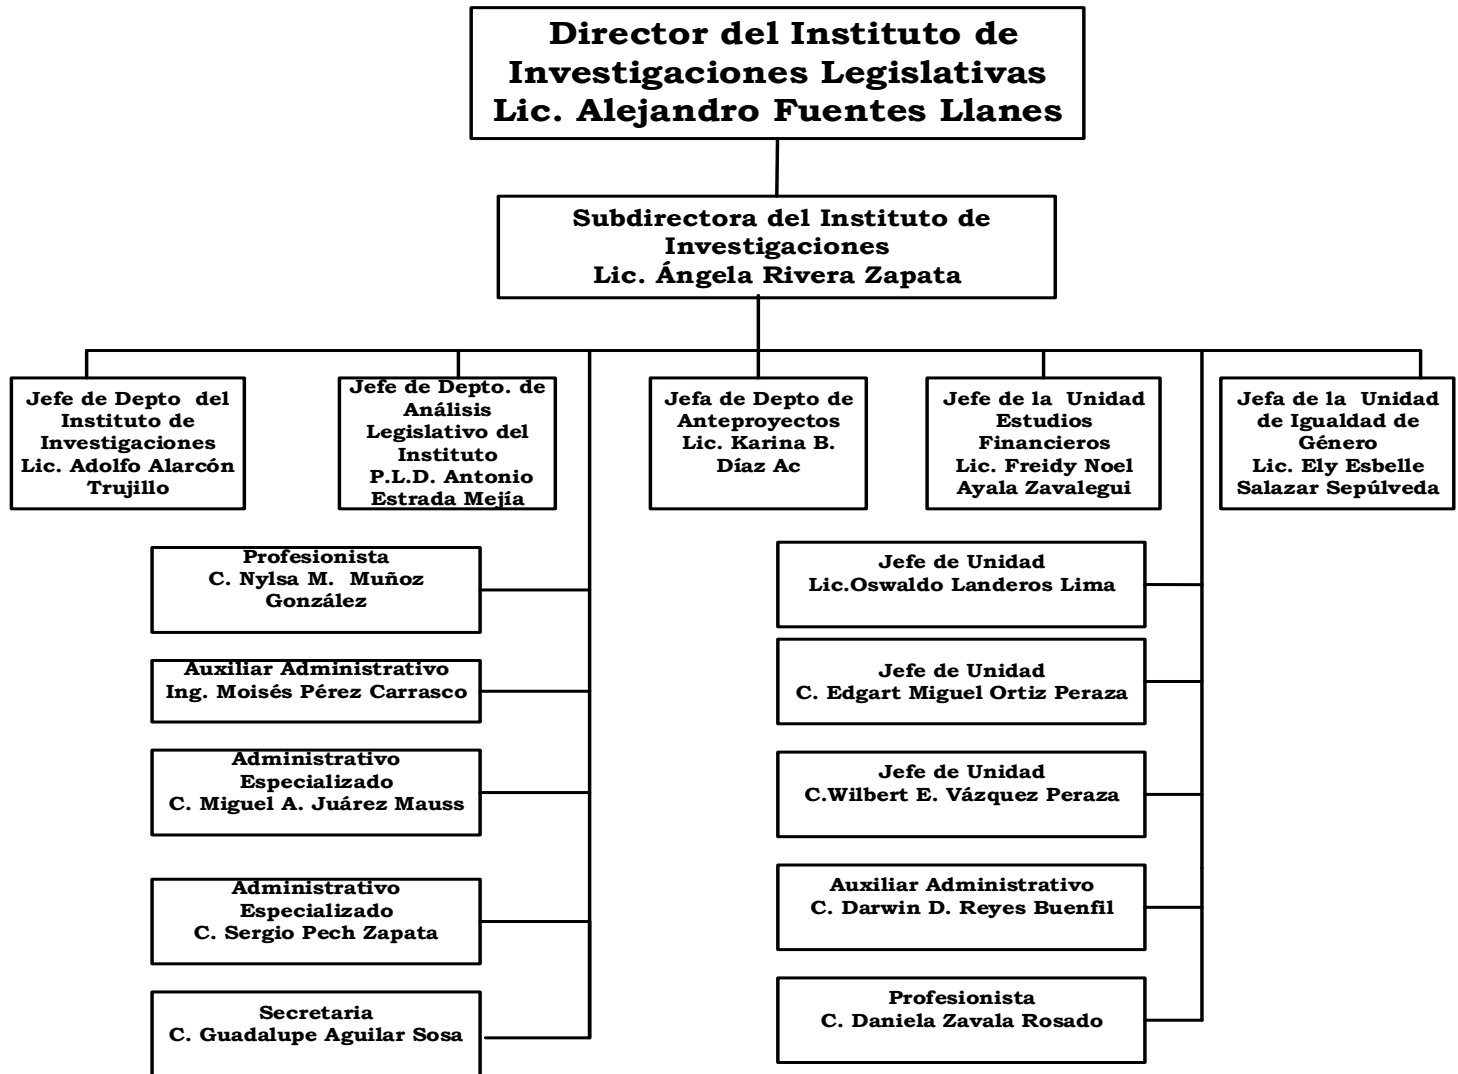 Director del Instituto de
Investigaciones Legislativas
Lic. Alejandro Fuentes Llanes
Subdirectora del Instituto de
Investigaciones
Lic. Ángela Rivera Zapata
Jefe de Depto del
Instituto de
Investigaciones
Lic. Adolfo Alarcón
Trujillo
Jefe de Depto. de
Análisis
Legislativo del
Instituto
P.L.D. Antonio
Estrada Mejía
Jefa de Depto de
Anteproyectos
Lic. Karina B.
Díaz Ac
Jefe de la Unidad
Estudios
Financieros
Lic. Freidy Noel
Ayala Zavalegui
Jefa de la Unidad
de Igualdad de
Género
Lic. Ely Esbelle
Salazar Sepúlveda
Profesionista
C. Nylsa M. Muñoz
González
Auxiliar Administrativo
Ing. Moisés Pérez Carrasco
Administrativo
Especializado
C. Miguel A. Juárez Mauss
Administrativo
Especializado
C. Sergio Pech Zapata
Secretaria
C. Guadalupe Aguilar Sosa
Jefe de Unidad
Lic.Oswaldo Landeros Lima
Jefe de Unidad
C. Edgart Miguel Ortiz Peraza
Jefe de Unidad
C.Wilbert E. Vázquez Peraza
Auxiliar Administrativo
C. Darwin D. Reyes Buenfil
Profesionista
C. Daniela Zavala Rosado